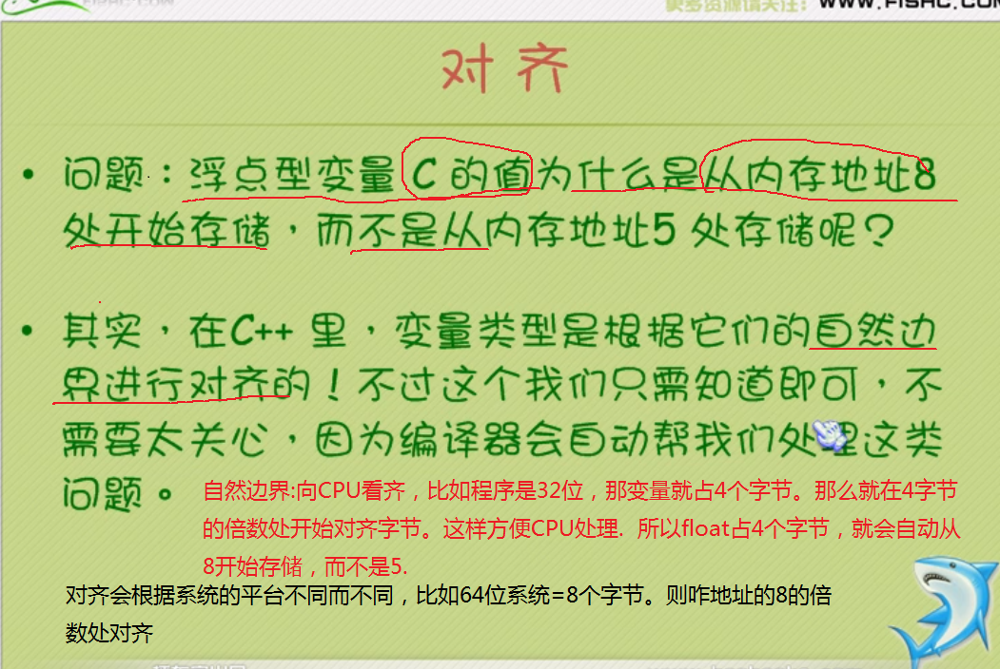 更多资源请关注：WWW.FISHC.COM
对 齐
• 问题：浮点型变量 C 的值为什么是从内存地址8
处开始存储，而不是从内存地址5 处存储呢？
• 其实，在C++ 里，变量类型是根据它们的自然边
界进行对齐的！不过这个我们只需知道即可，不
需要太关心，因为编译器会自动帮我们处理这类
问题。
自然边界:向CPU看齐，比如程序是32位，那变量就占4个字节。那么就在4字节
的倍数处开始对齐字节。这样方便CPU处理. 所以float占4个字节，就会自动从
8开始存储，而不是5.
对齐会根据系统的平台不同而不同，比如64位系统=8个字节。则咋地址的8的倍
数处对齐